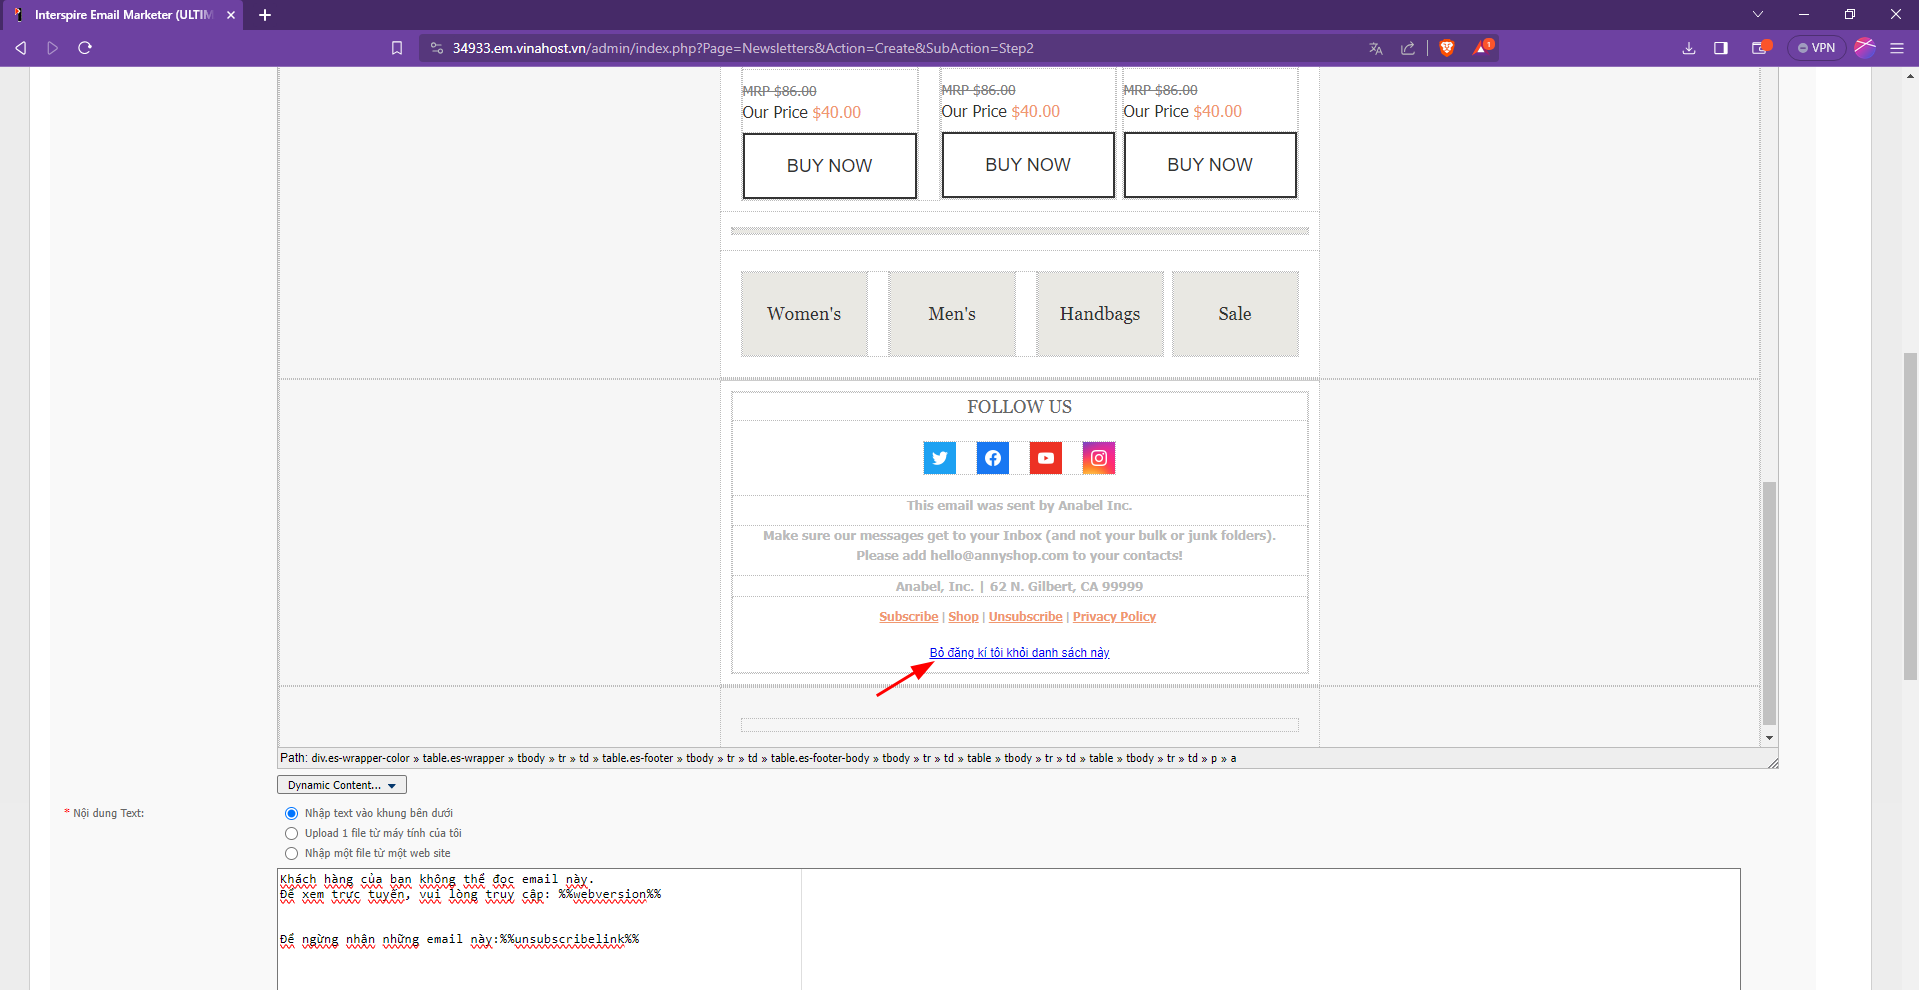 Interspire Email Marketer (ULTIM
34933.em.vinahost.vn/admin/index.php?Page=Newsletters&Action=Create&SubAction=Step2
1
VPN
MRP $86.00
Our Price $40.00
BUY NOW
MRP $86.00
Our Price $40.00
BUY NOW
MRP $86.00
Our Price $40.00
BUY NOW
Women's
Men's
Handbags
Sale
FOLLOW US
This email was sent by Anabel Inc.
Make sure our messages get to your Inbox (and not your bulk or junk folders).
Please add hello@annyshop.com to your contacts!
Anabel, Inc. | 62 N. Gilbert, CA 99999
Subscribe | Shop | Unsubscribe | Privacy Policy
Bỏ đăng kí tôi khỏi danh sách này
Path: div.es-wrapper-color » table.es-wrapper » tbody » tr » td » table.es-footer » tbody » tr » td » table.es-footer-body » tbody » tr » td » table » tbody » tr » td » table » tbody » tr » td » p » a
Dynamic Content...
* Nội dung Text:
Nhập text vào khung bên dưới
Upload 1 file từ máy tính của tôi
Nhập một file từ một web site
Khách hàng của bạn không thể đọc email này.
Để xem trực tuyến, vui lòng truy cập: %%webversion%%
Để ngừng nhận những email này:%%unsubscribelink%%